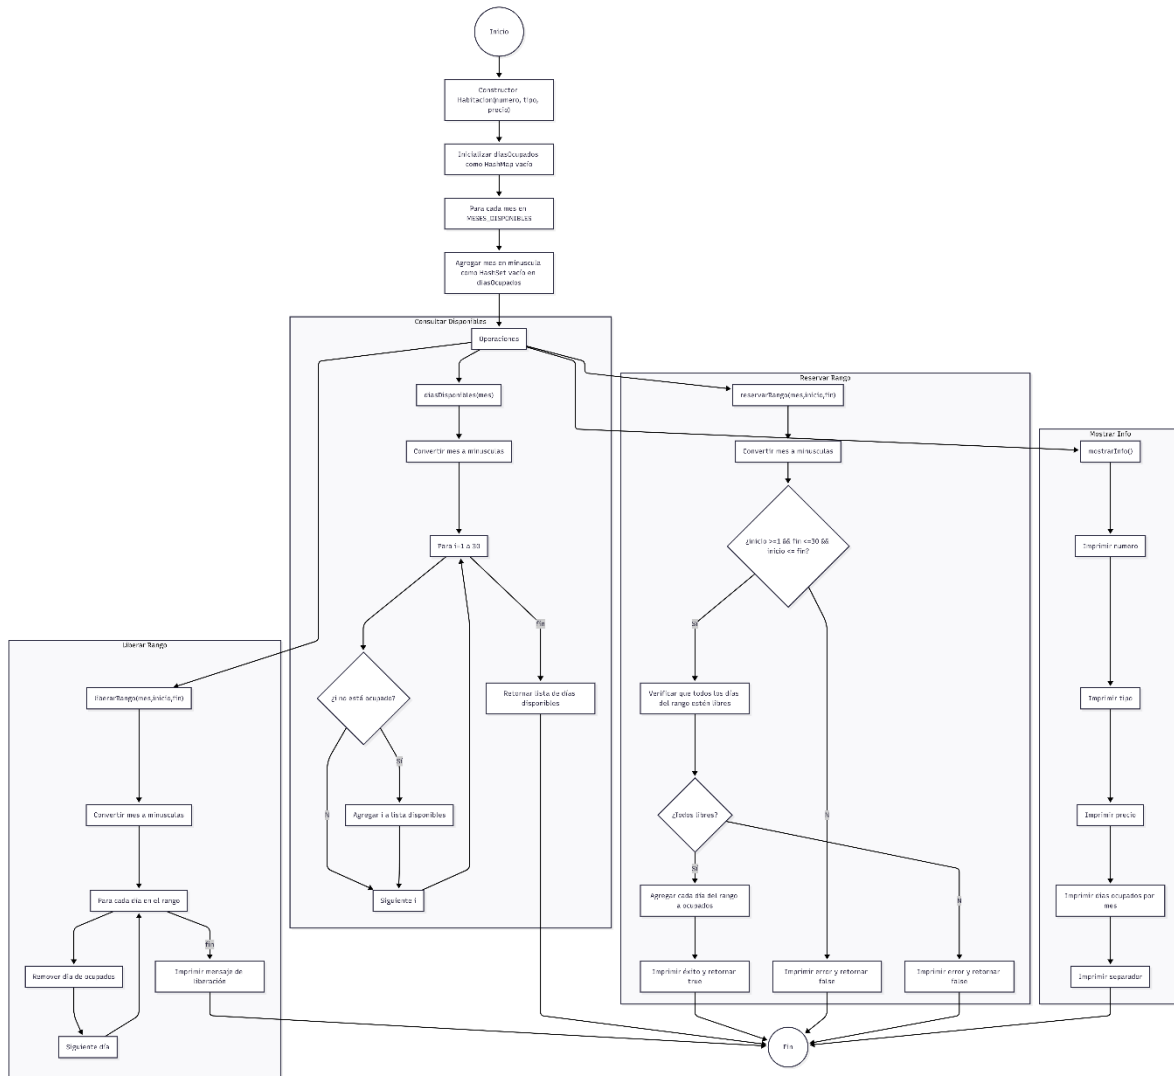 Inicio
Constructor
Habitacion(numero, tipo,
precio)
Inicializar diasOcupados
como HashMap vacío
Para cada mes en
MESES_DISPONIBLES
Agregar mes en minuscula
como HashSet vacío en
diasOcupados
Consultar Disponibles
Operaciones
diasDisponibles(mes)
Convertir mes a minusculas
Para i=1 a 30
¿i no está ocupado?
fin
Retornar lista de días
disponibles
N
Sí
Agregar i a lista disponibles
Siguiente i
Reservar Rango
reservarRango(mes,inicio,fin)
Convertir mes a minusculas
¿Inicio >=1 && fin <=30 &&
inicio <= fin?
Sí
N
Verificar que todos los días
del rango estén libres
¿Todos libres?
Sí
N
Agregar cada día del rango
a ocupados
Imprimir éxito y retornar
true
Imprimir error y retornar
false
Imprimir error y retornar
false
Mostrar Info
mostrarInfo()
Imprimir numero
Imprimir tipo
Imprimir precio
Imprimir días ocupados por
mes
Imprimir separador
Liberar Rango
liberarRango(mes,inicio,fin)
Convertir mes a minusculas
Para cada día en el rango
fin
Remover día de ocupados
Imprimir mensaje de
liberación
Siguiente día
Fin